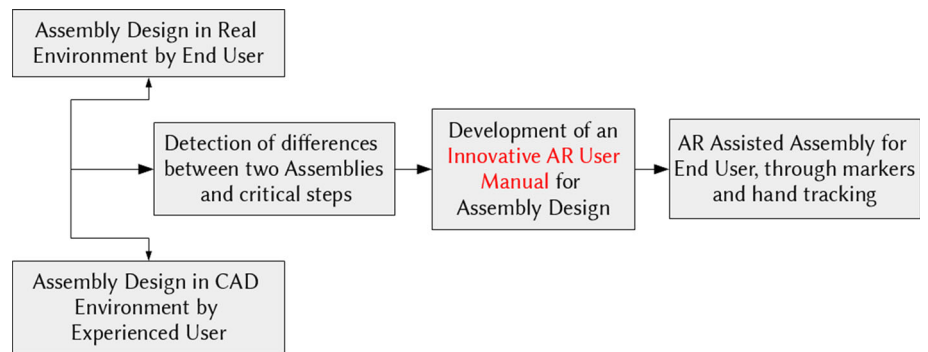 Assembly Design in Real
Environment by End User
Detection of differences
between two Assemblies
and critical steps
Development of an
Innovative AR User
Manual for
Assembly Design
AR Assisted Assembly for
End User, through markers
and hand tracking
Assembly Design in CAD
Environment by
Experienced User